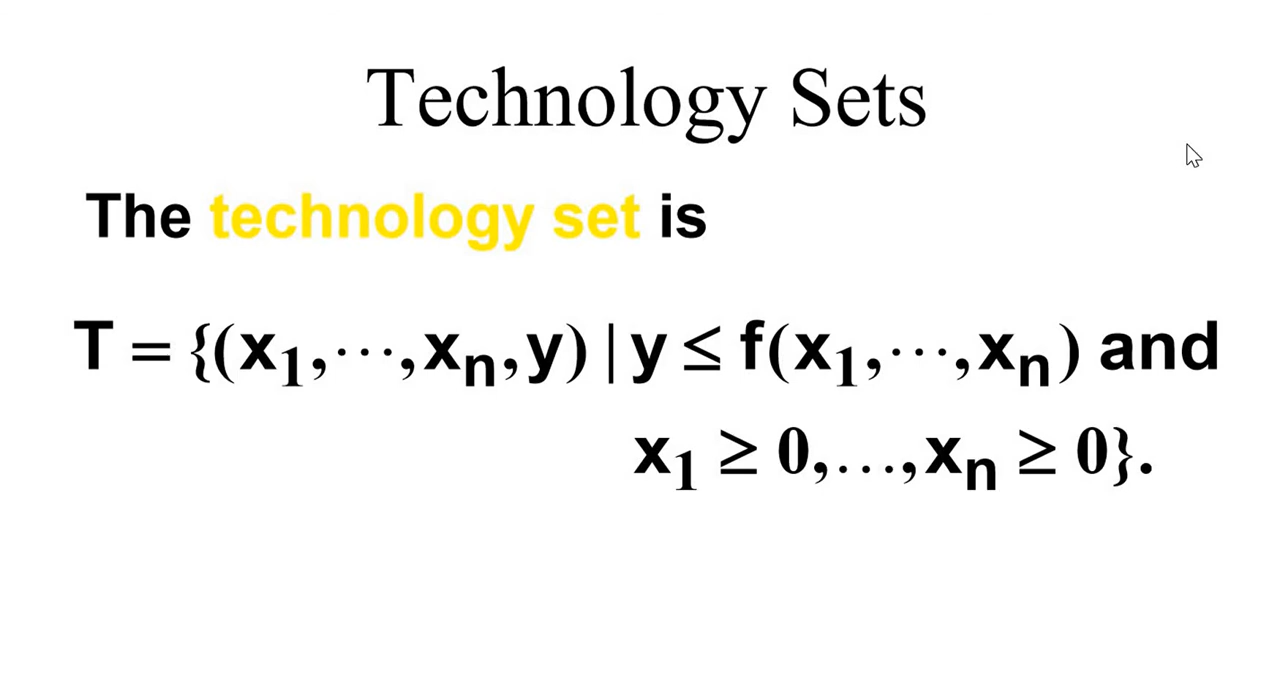 Technology Sets
The technology set is
T = {(x₁,⋯,xₙ,y) | y ≤ f(x₁,⋯,xₙ) and
x₁ ≥ 0,…,xₙ ≥ 0}.